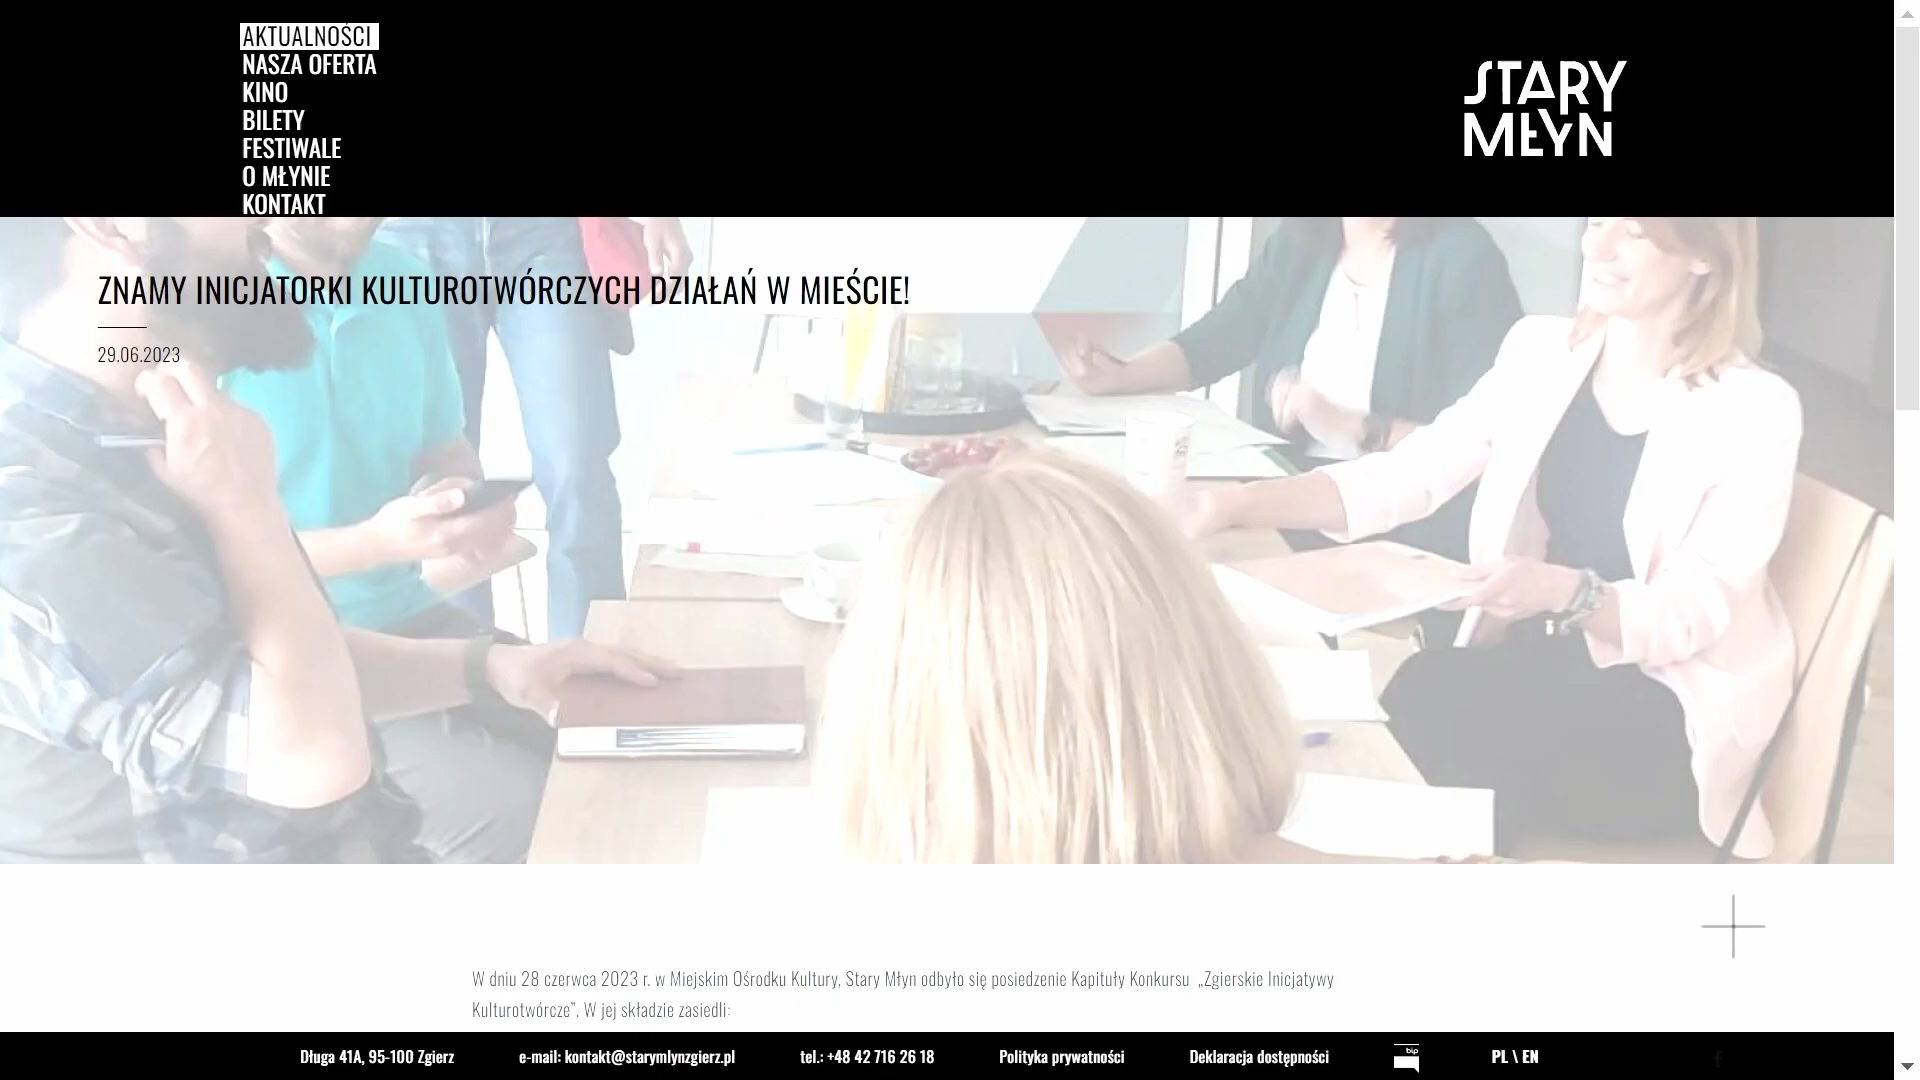 AKTUALNOŚCI
NASZA OFERTA
KINO
BILETY
FESTIWALE
O MŁYNIE
KONTAKT
STARY
MŁYN
ZNAMY INICJATORKI KULTUROTWÓRCZYCH DZIAŁAŃ W MIEŚCIE!
29.06.2023
W dniu 28 czerwca 2023 r. w Miejskim Ośrodku Kultury, Stary Młyn odbyło się posiedzenie Kapituły Konkursu „Zgierskie Inicjatywy
Kulturotwórcze”. W jej składzie zasiedli:
Długa 41A, 95-100 Zgierz e-mail: kontakt@starymlynzgierz.pl tel.: +48 42 716 26 18 Polityka prywatności Deklaracja dostępności bip PL \ EN